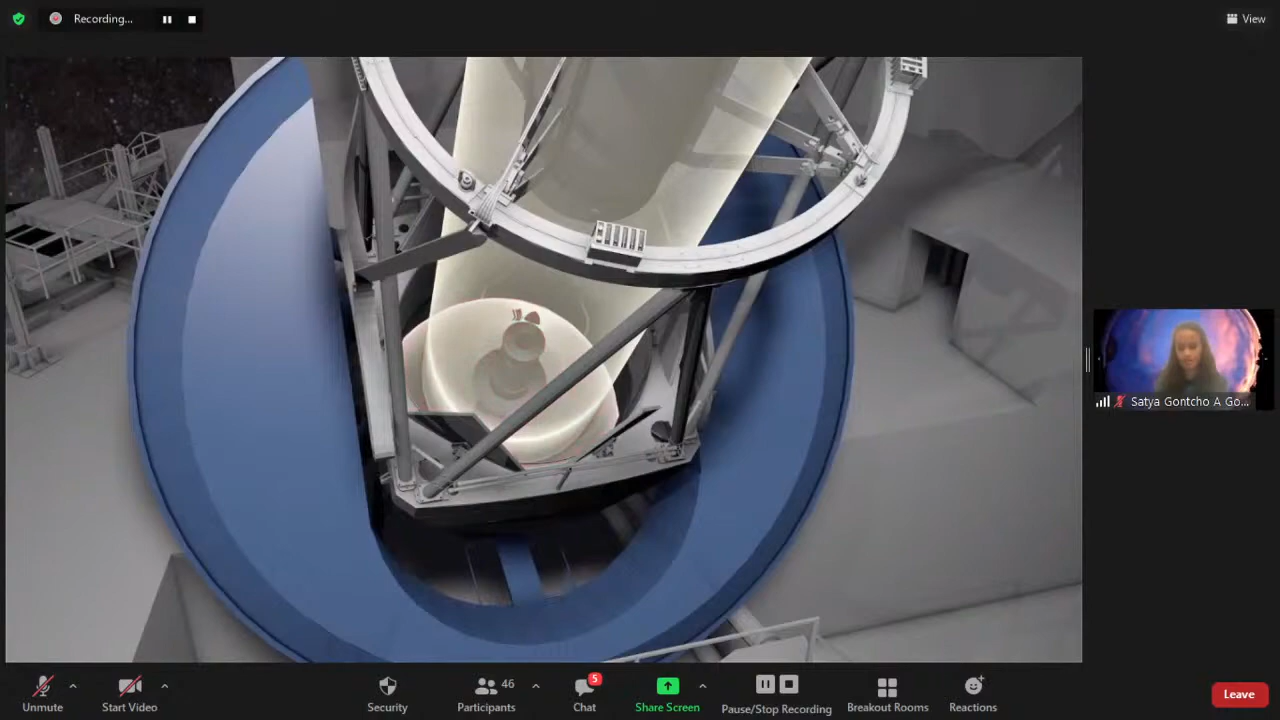 Recording...
View
Satya Gontcho A Go...
Unmute
Start Video
Security
46
Participants
5
Chat
Share Screen
Pause/Stop Recording
Breakout Rooms
Reactions
Leave